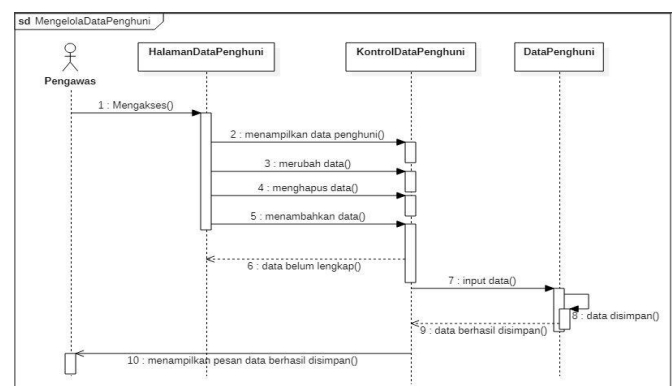 sd MengelolaDataPenghuni
HalamanDataPenghuni
KontrolDataPenghuni
DataPenghuni
Pengawas
1 : Mengakses()
2 : menampilkan data penghuni()
3 : merubah data()
4 : menghapus data()
5 : menambahkan data()
6 : data belum lengkap()
7 : input data()
8 : data disimpan()
9 : data berhasil disimpan()
10 : menampilkan pesan data berhasil disimpan()